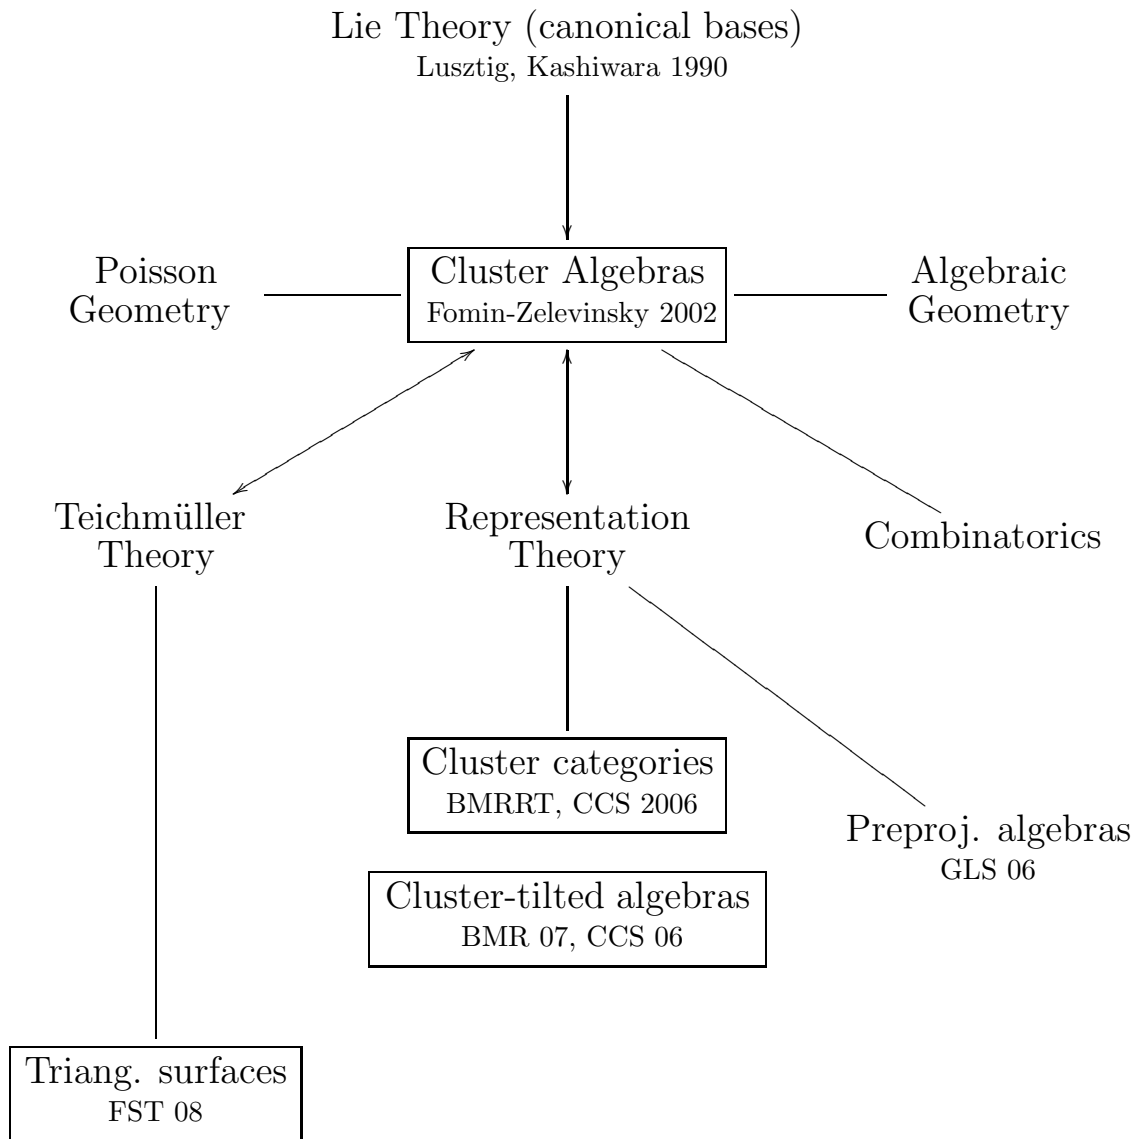 Lie Theory (canonical bases)
Lusztig, Kashiwara 1990
Poisson
Geometry
Cluster Algebras
Fomin-Zelevinsky 2002
Algebraic
Geometry
Teichmüller
Theory
Representation
Theory
Combinatorics
Cluster categories
BMRRT, CCS 2006
Preproj. algebras
GLS 06
Cluster-tilted algebras
BMR 07, CCS 06
Triang. surfaces
FST 08